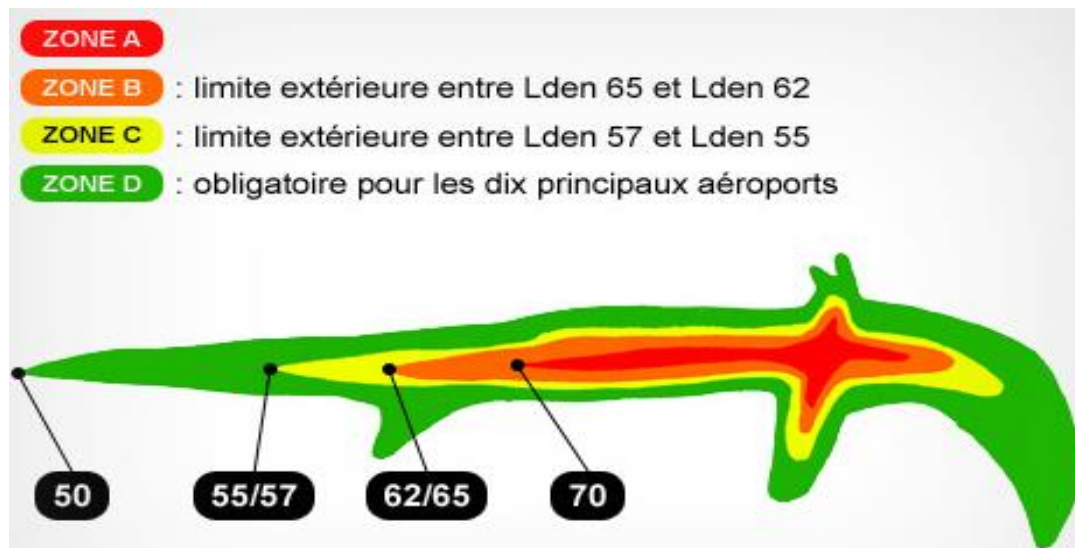 ZONE A
ZONE B : limite extérieure entre Lden 65 et Lden 62
ZONE C : limite extérieure entre Lden 57 et Lden 55
ZONE D : obligatoire pour les dix principaux aéroports
50 55/57 62/65 70